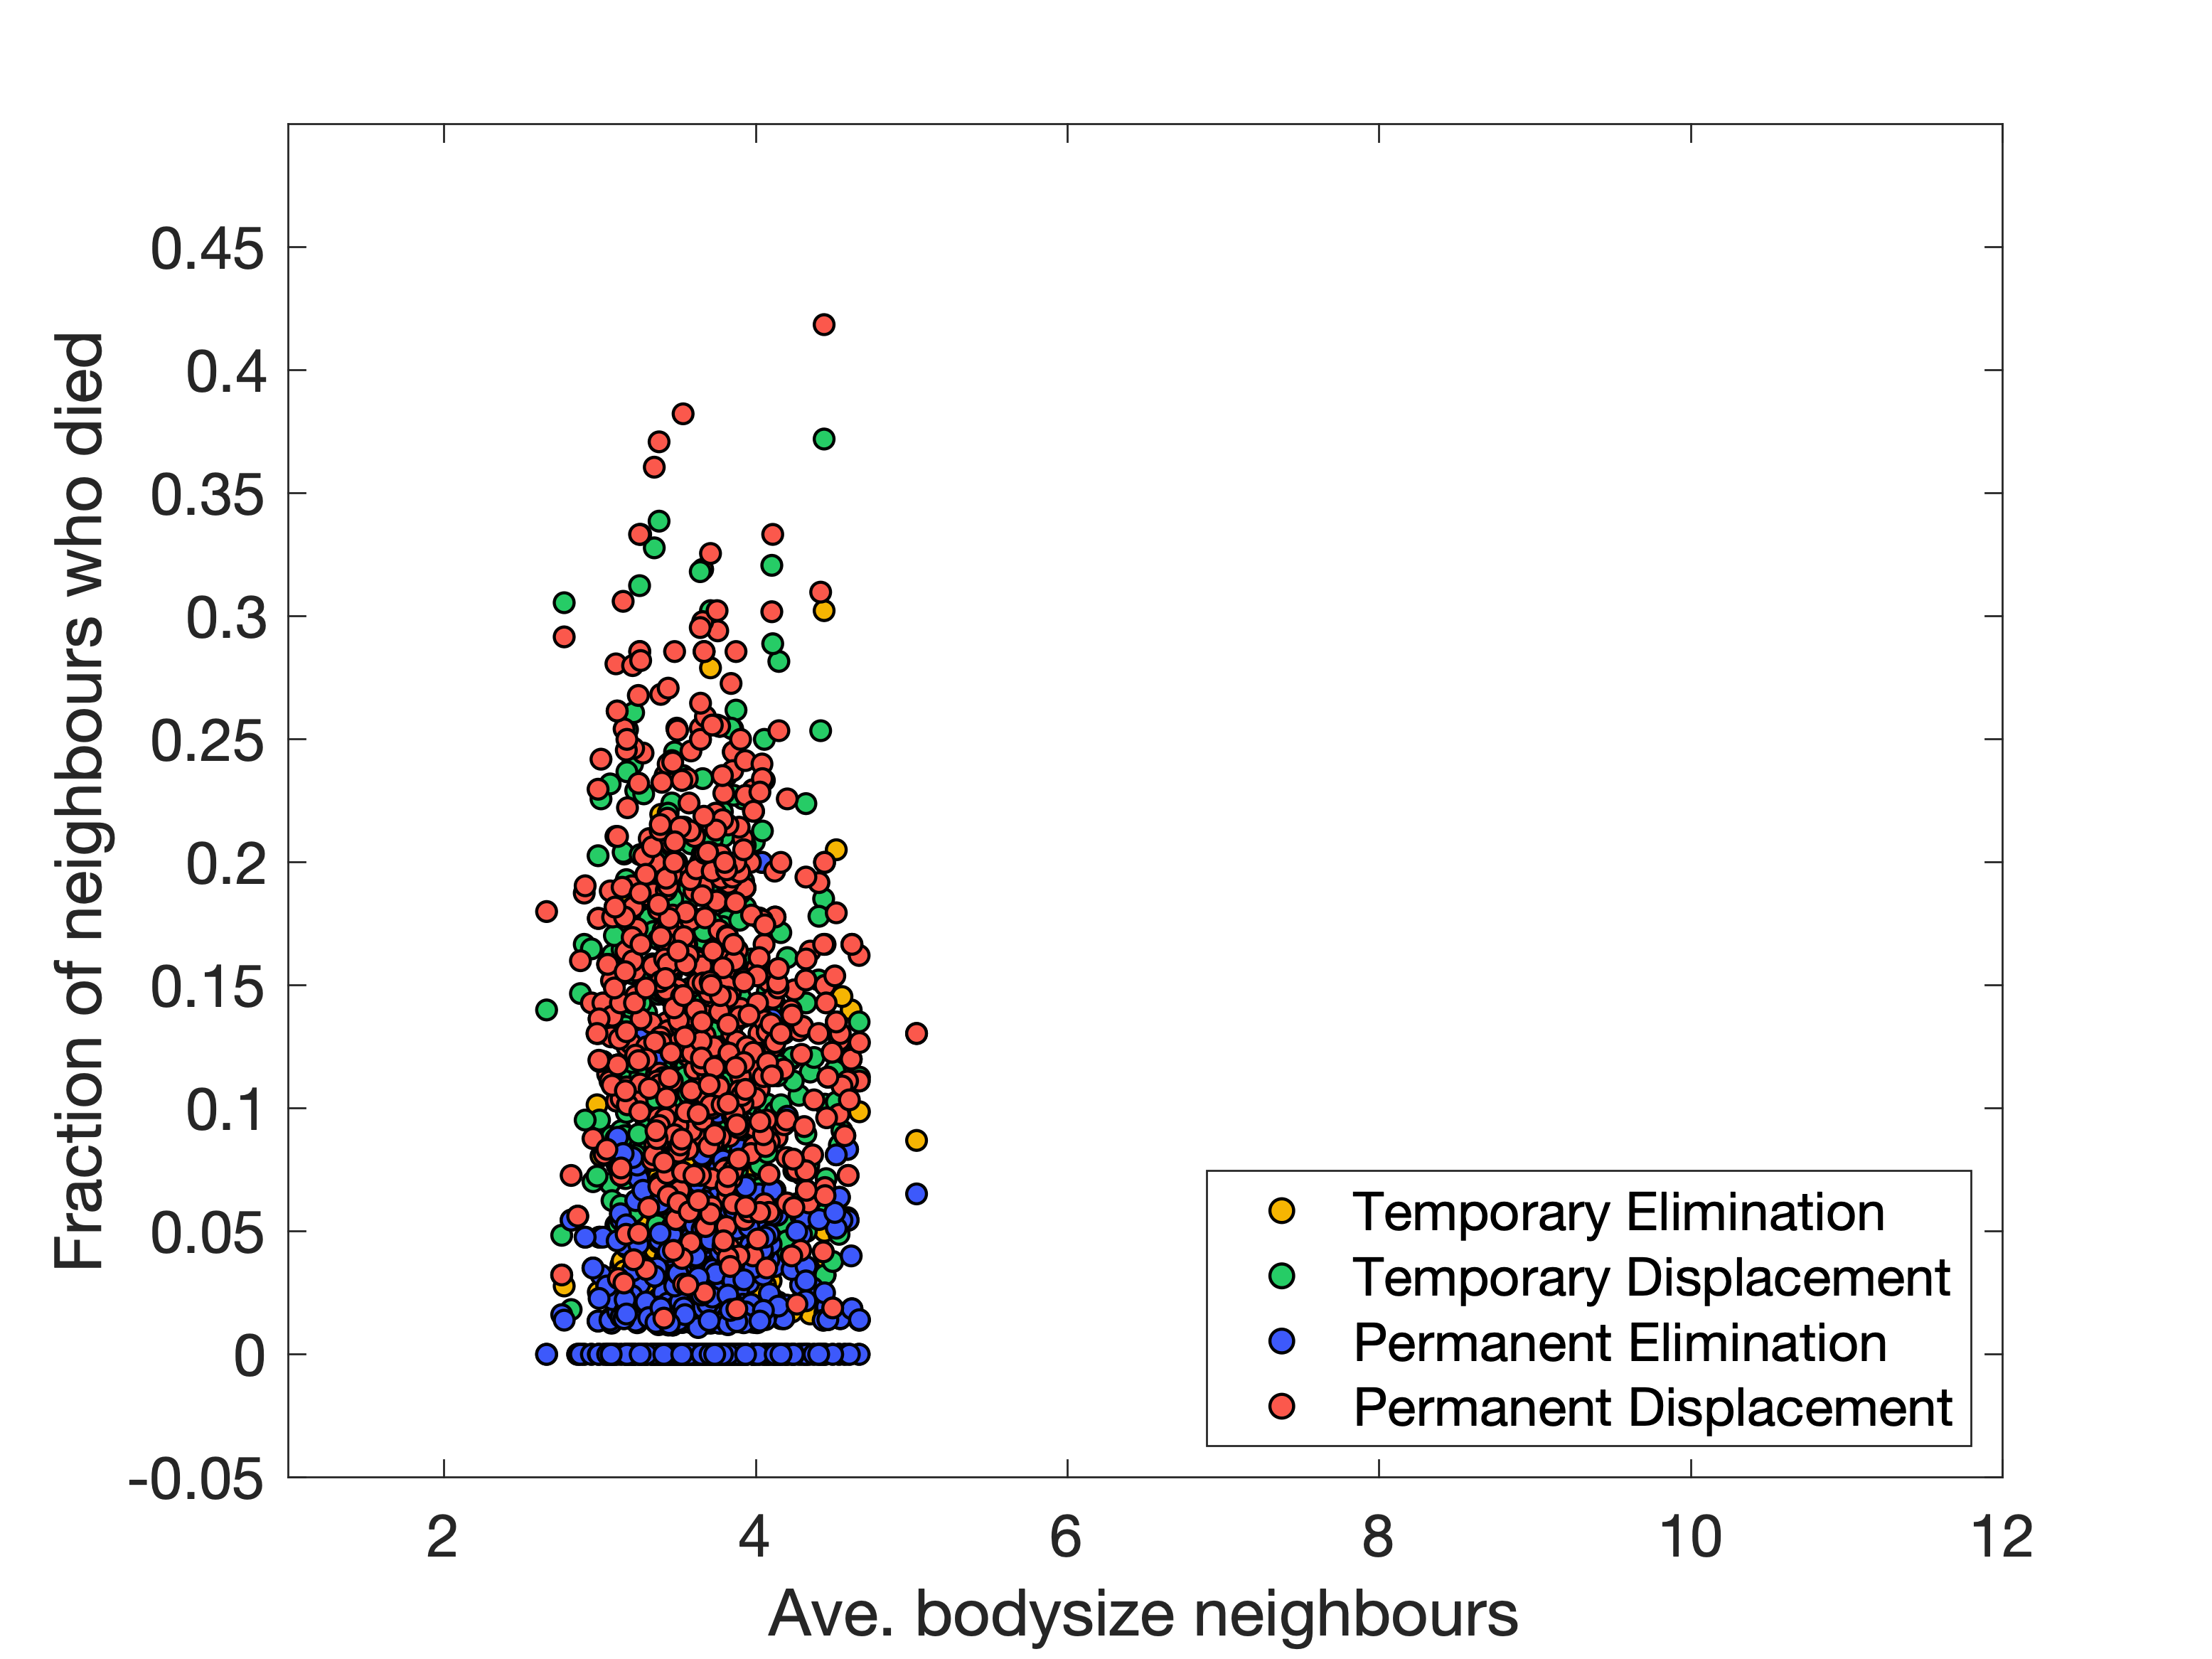 0.45
0.4
0.35
0.3
0.25
0.2
0.15
0.1
0.05
0
-0.05
Fraction of neighbours who died
Temporary Elimination
Temporary Displacement
Permanent Elimination
Permanent Displacement
2 4 6 8 10 12
Ave. bodysize neighbours